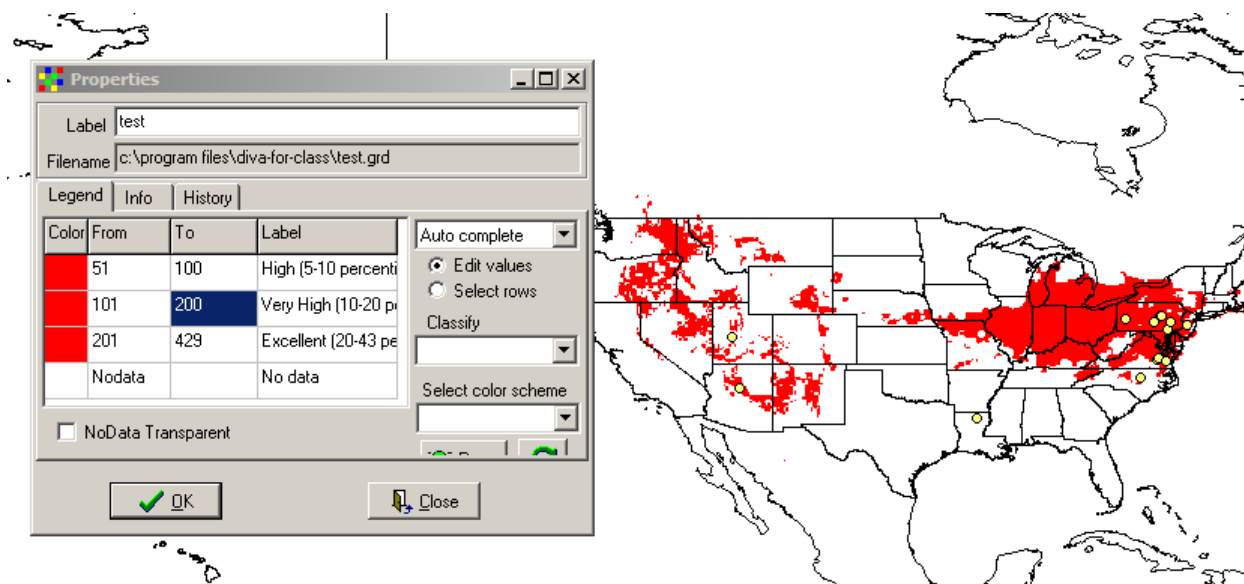 Properties
Label test
Filename c:\program files\diva-for-class\test.grd
Legend Info History
Color From To Label
51 100 High (5-10 percenti
101 200 Very High (10-20 p
201 429 Excellent (20-43 pe
Nodata No data
Auto complete
Edit values
Select rows
Classify
Select color scheme
NoData Transparent
OK
Close